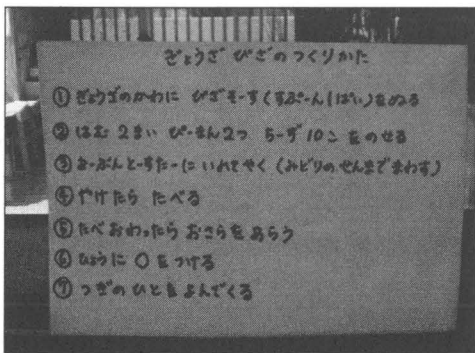 ぎょうざ ぴざのつくりかた
① ぎょうざのかわに ぴざそーすくすぷーん1ぱい)をぬる
② はむ 2まい ぴーまん2つ ちーず10こをのせる
③ おーぶんとーすたーにいれてやく(みどりのせんまでまわす)
④ やけたら たべる
⑤ たべおわったら おさらをあらう
⑥ ひょうに ○をつける
⑦ つぎのひとをよんでくる